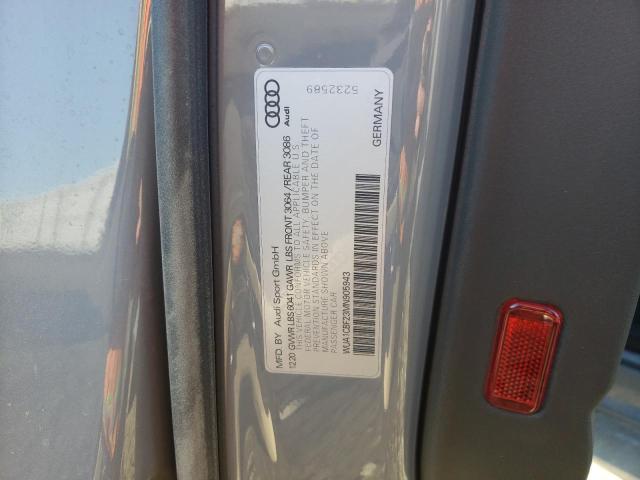 Audi
5232589
MFD. BY Audi Sport GmbH
12 20 GVWR LBS 6041 GAWR LBS FRONT 3064 / REAR 3086
THIS VEHICLE CONFORMS TO ALL APPLICABLE U.S.
FEDERAL MOTOR VEHICLE SAFETY, BUMPER AND THEFT
PREVENTION STANDARDS IN EFFECT ON THE DATE OF
MANUFACTURE SHOWN ABOVE
PASSENGER CAR
WUA1CBF23MN905943
GERMANY